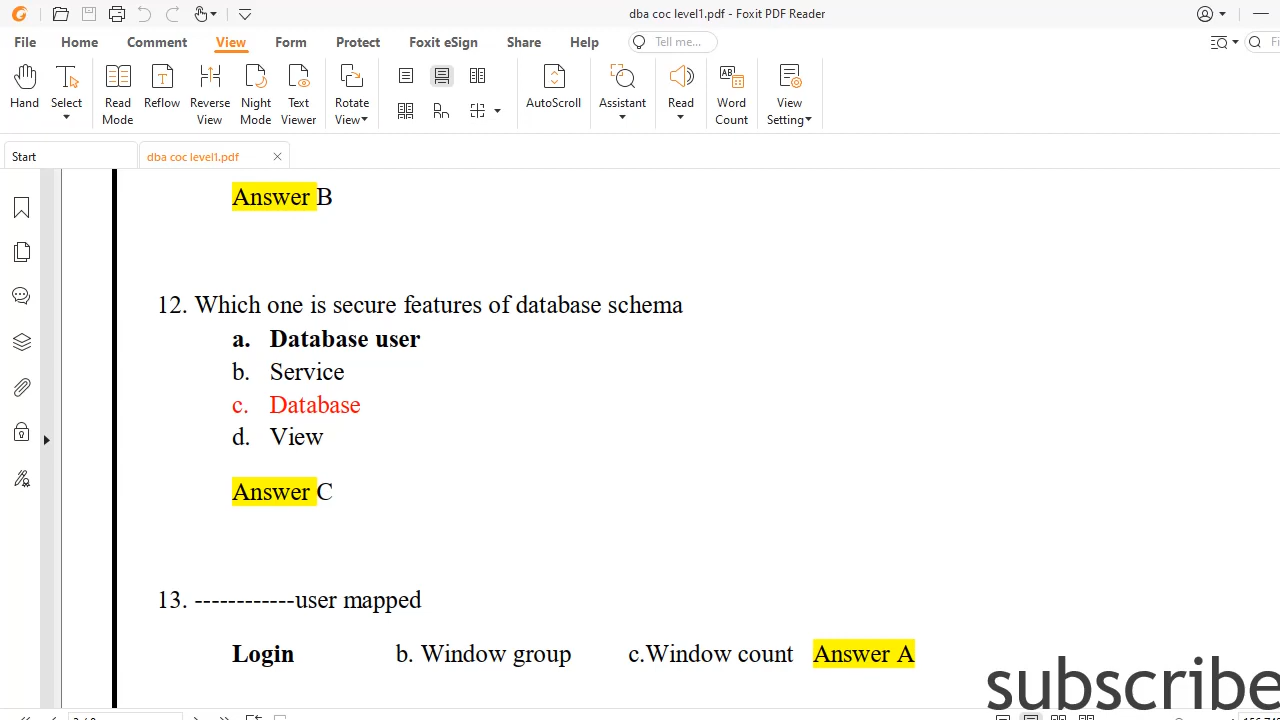 dba coc level1.pdf - Foxit PDF Reader
File Home Comment View Form Protect Foxit eSign Share Help Tell me... Fi
Hand Select Read Mode Reflow Reverse View Night Mode Text Viewer Rotate View AutoScroll Assistant Read Word Count View Setting
Start dba coc level1.pdf
Answer B
12. Which one is secure features of database schema
a. Database user
b. Service
c. Database
d. View
Answer C
13. ------------user mapped
Login b. Window group c.Window count Answer A
subscribe